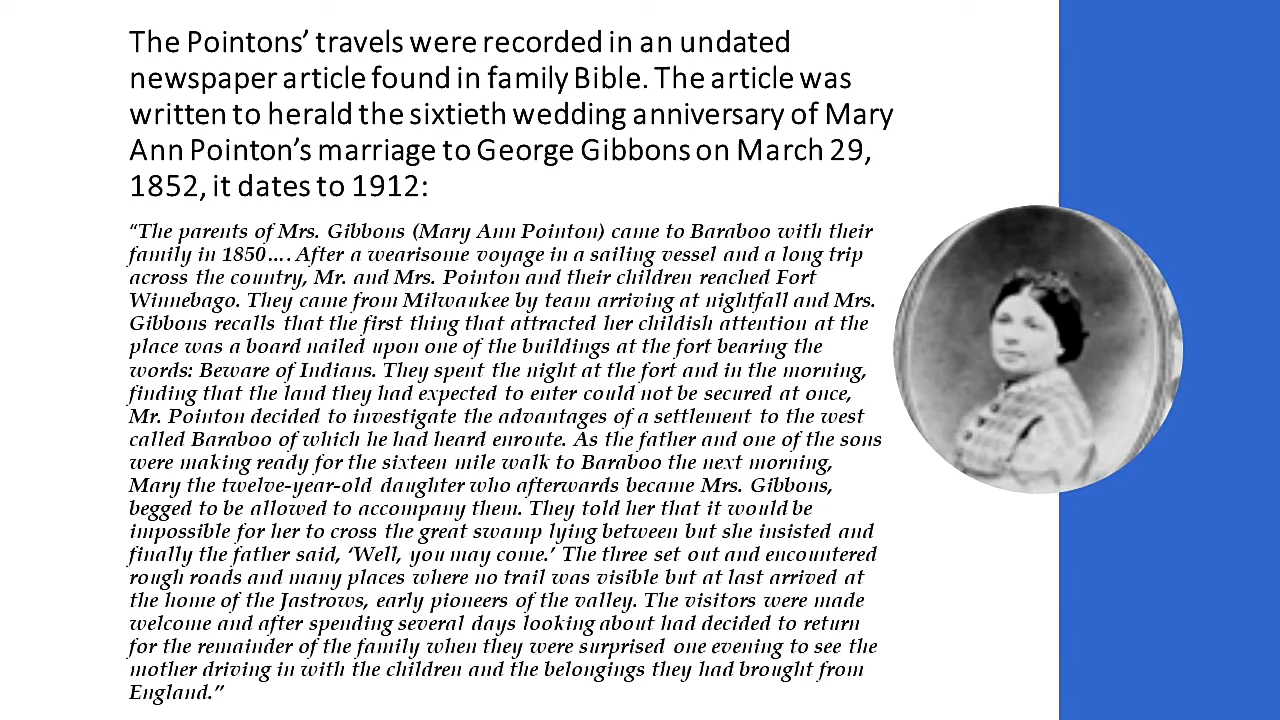 The Pointons’ travels were recorded in an undated
newspaper article found in family Bible. The article was
written to herald the sixtieth wedding anniversary of Mary
Ann Pointon’s marriage to George Gibbons on March 29,
1852, it dates to 1912:
“The parents of Mrs. Gibbons (Mary Ann Pointon) came to Baraboo with their
family in 1850…. After a wearisome voyage in a sailing vessel and a long trip
across the country, Mr. and Mrs. Pointon and their children reached Fort
Winnebago. They came from Milwaukee by team arriving at nightfall and Mrs.
Gibbons recalls that the first thing that attracted her childish attention at the
place was a board nailed upon one of the buildings at the fort bearing the
words: Beware of Indians. They spent the night at the fort and in the morning,
finding that the land they had expected to enter could not be secured at once,
Mr. Pointon decided to investigate the advantages of a settlement to the west
called Baraboo of which he had heard enroute. As the father and one of the sons
were making ready for the sixteen mile walk to Baraboo the next morning,
Mary the twelve-year-old daughter who afterwards became Mrs. Gibbons,
begged to be allowed to accompany them. They told her that it would be
impossible for her to cross the great swamp lying between but she insisted and
finally the father said, ‘Well, you may come.’ The three set out and encountered
rough roads and many places where no trail was visible but at last arrived at
the home of the Jastrows, early pioneers of the valley. The visitors were made
welcome and after spending several days looking about had decided to return
for the remainder of the family when they were surprised one evening to see the
mother driving in with the children and the belongings they had brought from
England.”